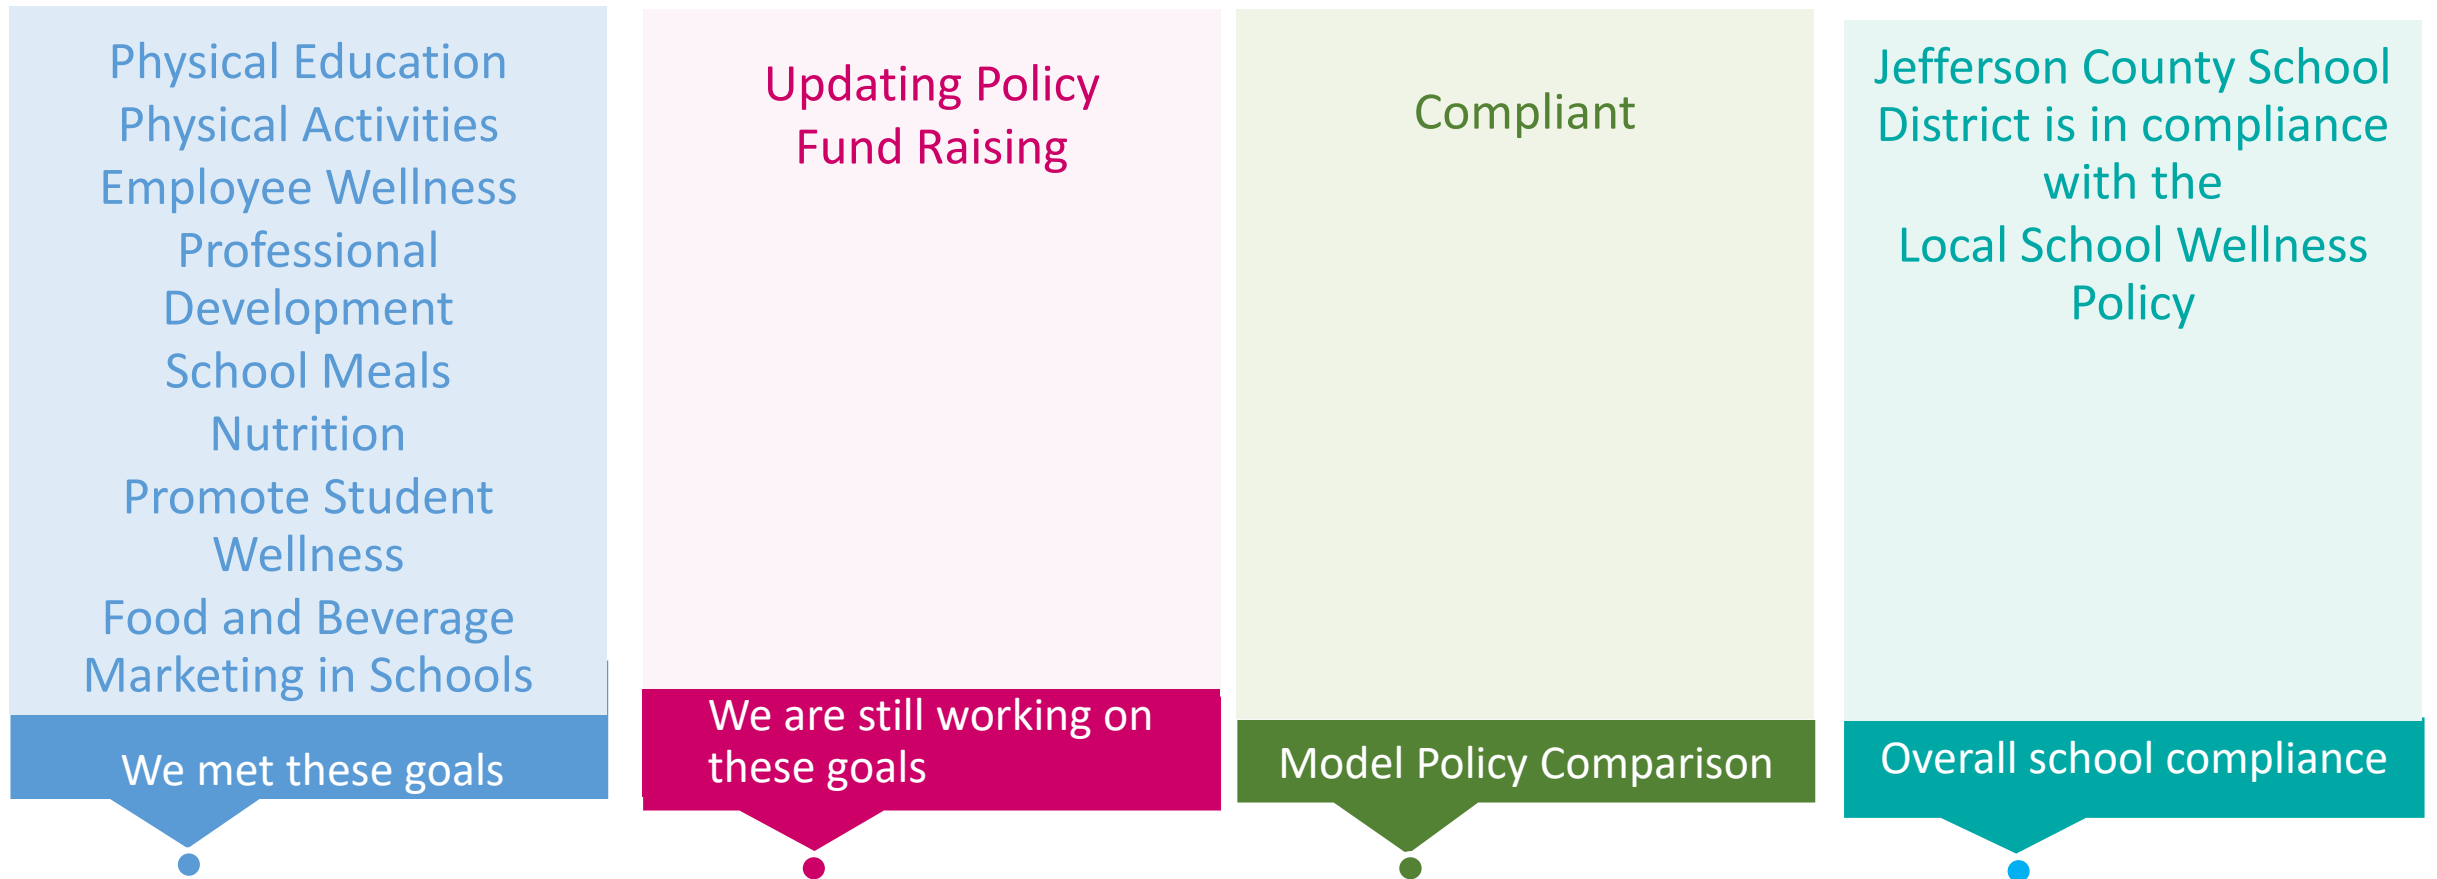 Physical Education
Physical Activities
Employee Wellness
Professional
Development
School Meals
Nutrition
Promote Student
Wellness
Food and Beverage
Marketing in Schools
We met these goals
Updating Policy
Fund Raising
We are still working on
these goals
Compliant
Model Policy Comparison
Jefferson County School
District is in compliance
with the
Local School Wellness
Policy
Overall school compliance